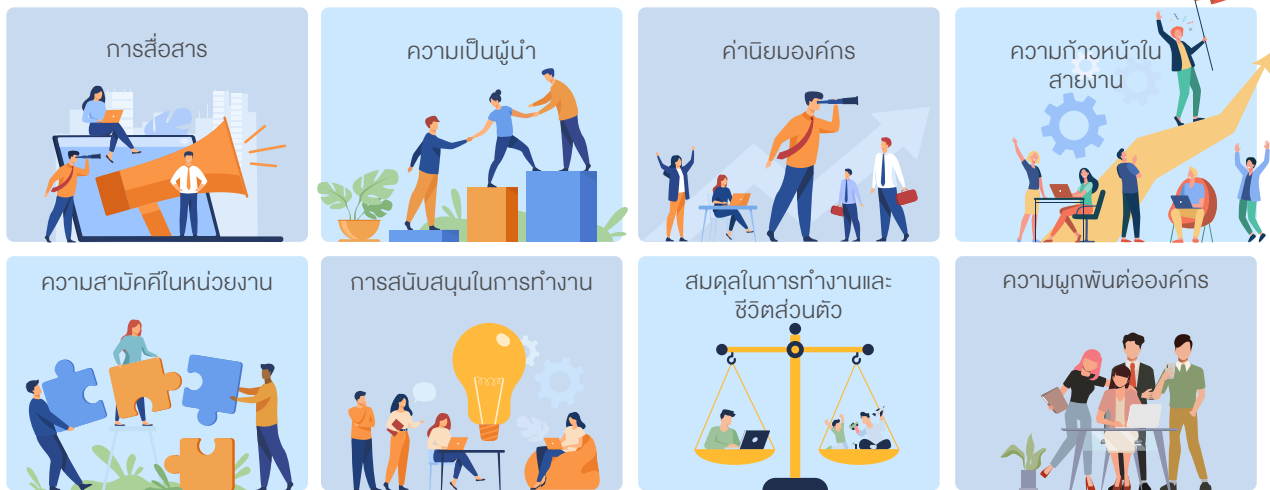 การสื่อสาร
ความเป็นผู้นำ
ค่านิยมองค์กร
ความก้าวหน้าใน
สายงาน
ความสามัคคีในหน่วยงาน
การสนับสนุนในการทำงาน
สมดุลในการทำงานและ
ชีวิตส่วนตัว
ความผูกพันต่อองค์กร